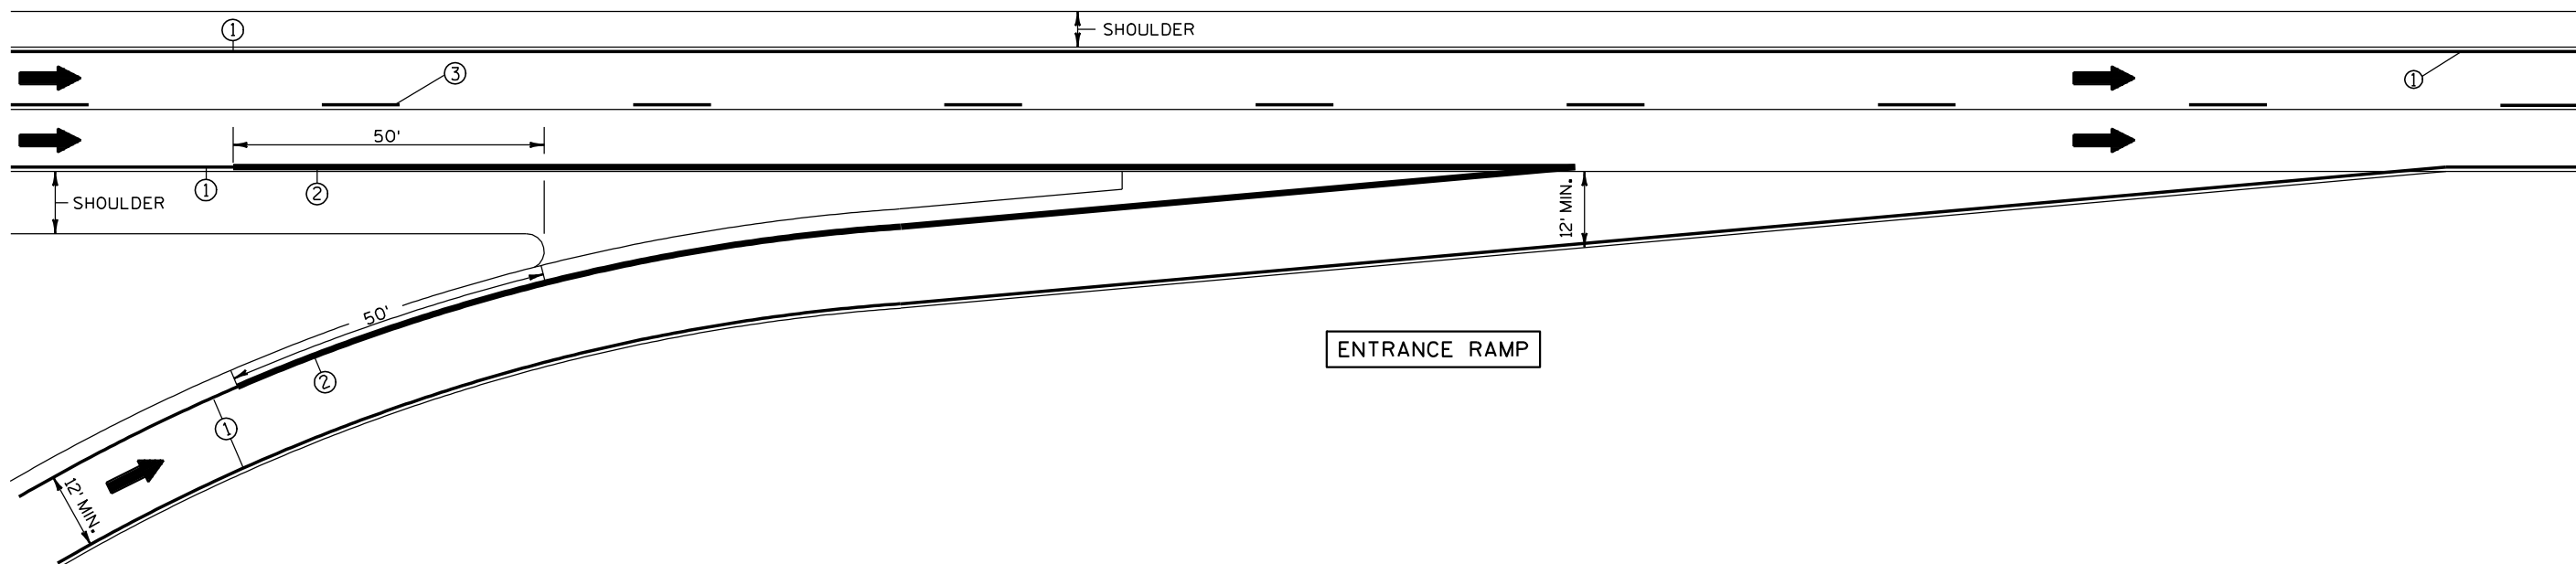 ①
SHOULDER
③
①
50'
①
②
SHOULDER
12' MIN.
50'
②
ENTRANCE RAMP
①
12' MIN.